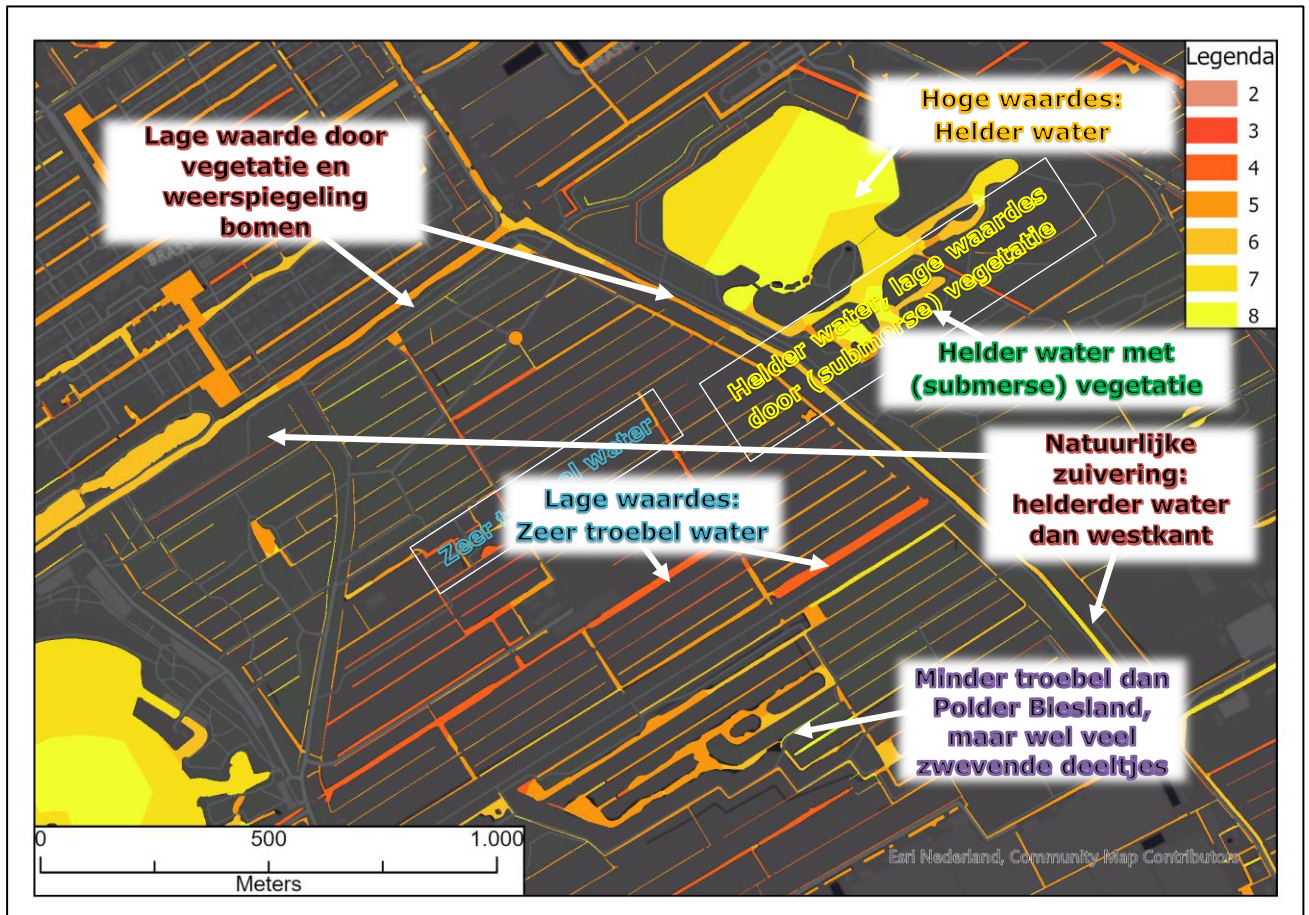 Legenda
2
3
4
5
6
7
8
Hoge waardes:
Helder water
Lage waarde door
vegetatie en
weerspiegeling
bomen
Helder water, lage waardes
door (submerse) vegetatie
Helder water met
(submerse) vegetatie
Natuurlijke
zuivering:
helderder water
dan westkant
Zeer troebel water
Lage waardes:
Zeer troebel water
Minder troebel dan
Polder Biesland,
maar wel veel
zwevende deeltjes
0 500 1.000
Meters
Esri Nederland, Community Map Contributors